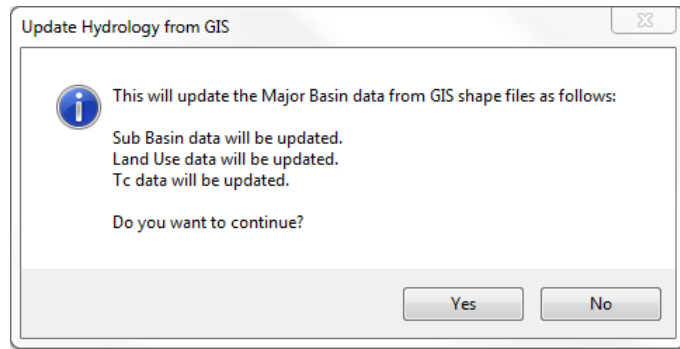 Update Hydrology from GIS
This will update the Major Basin data from GIS shape files as follows:
Sub Basin data will be updated.
Land Use data will be updated.
Tc data will be updated.
Do you want to continue?
Yes
No